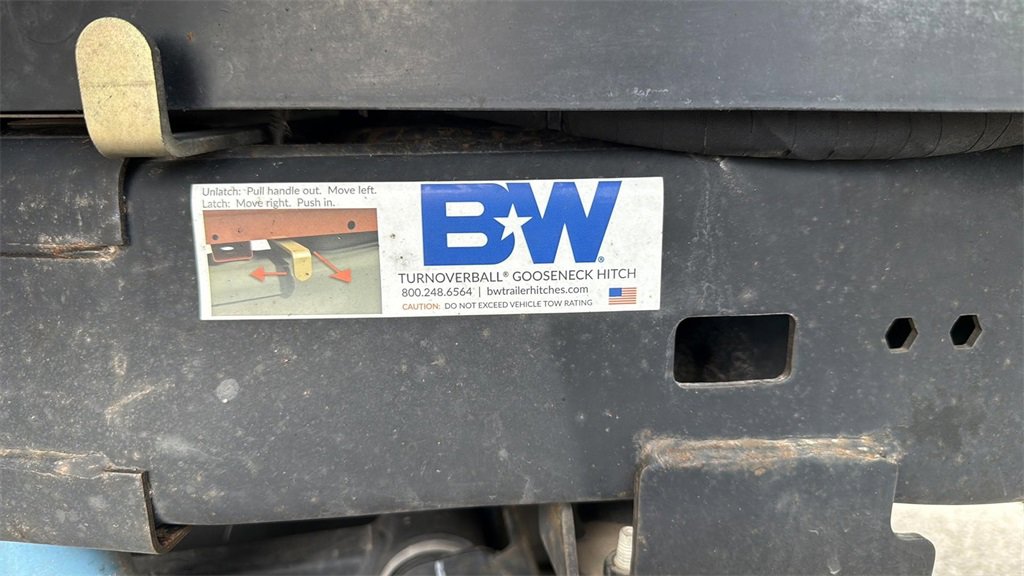 Unlatch: Pull handle out. Move left.
Latch: Move right. Push in.
B★W®
TURNOVERBALL® GOOSENECK HITCH
800.248.6564 | bwtrailerhitches.com
CAUTION: DO NOT EXCEED VEHICLE TOW RATING